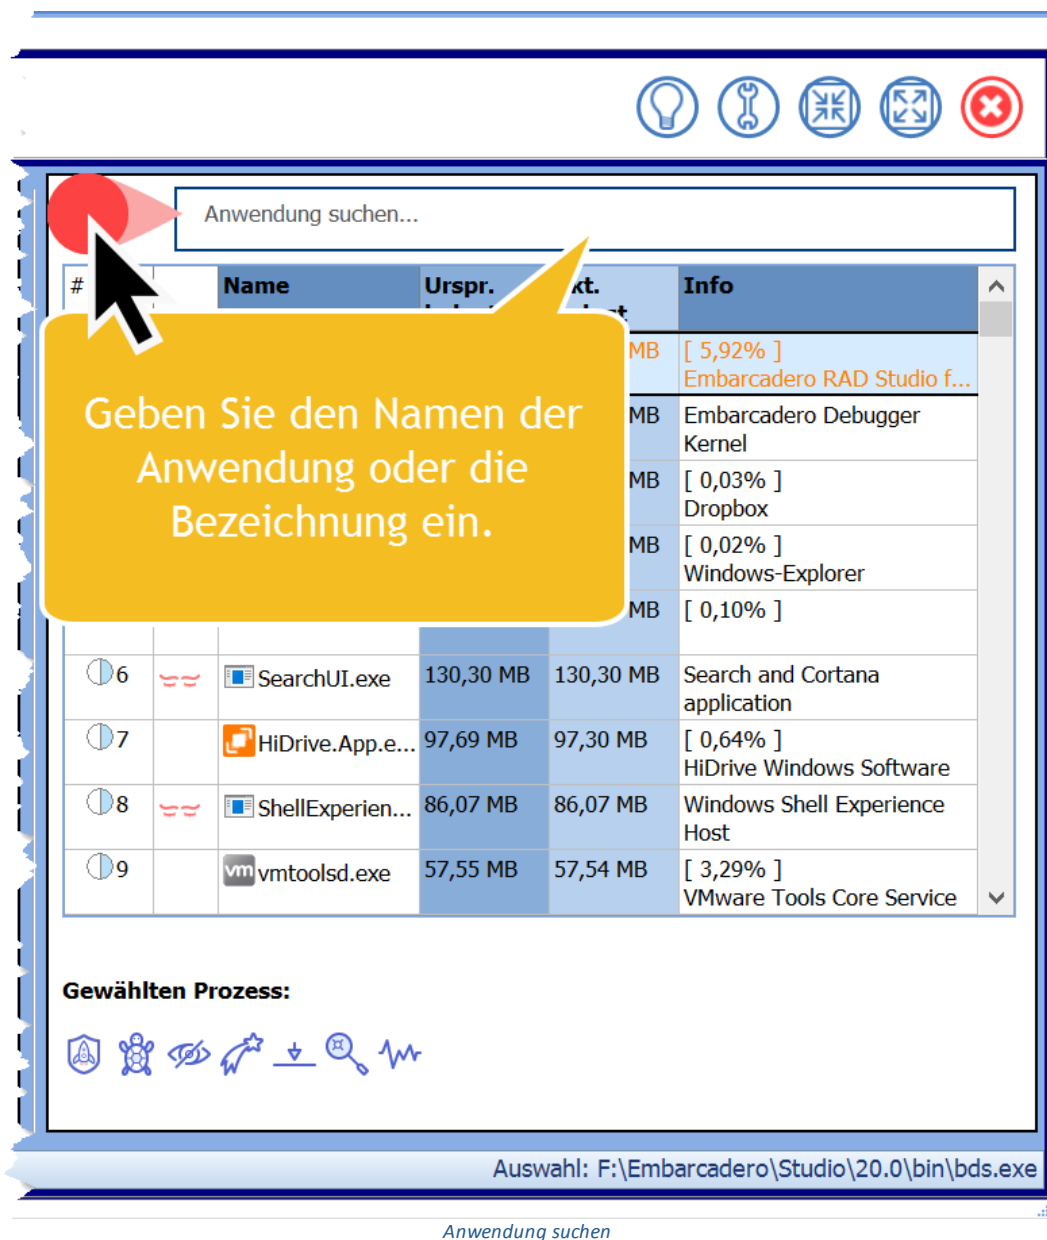 Anwendung suchen...
# Name Urspr. Info
Geben Sie den Namen der
Anwendung oder die
Bezeichnung ein.
MB [ 5,92% ]
Embarcadero RAD Studio f...
MB Embarcadero Debugger
Kernel
MB [ 0,03% ]
Dropbox
MB [ 0,02% ]
Windows-Explorer
MB [ 0,10% ]
6 SearchUI.exe 130,30 MB 130,30 MB Search and Cortana
application
7 HiDrive.App.e... 97,69 MB 97,30 MB [ 0,64% ]
HiDrive Windows Software
8 ShellExperien... 86,07 MB 86,07 MB Windows Shell Experience
Host
9 vm vmtoolsd.exe 57,55 MB 57,54 MB [ 3,29% ]
VMware Tools Core Service
Gewählten Prozess:
Auswahl: F:\Embarcadero\Studio\20.0\bin\bds.exe
Anwendung suchen